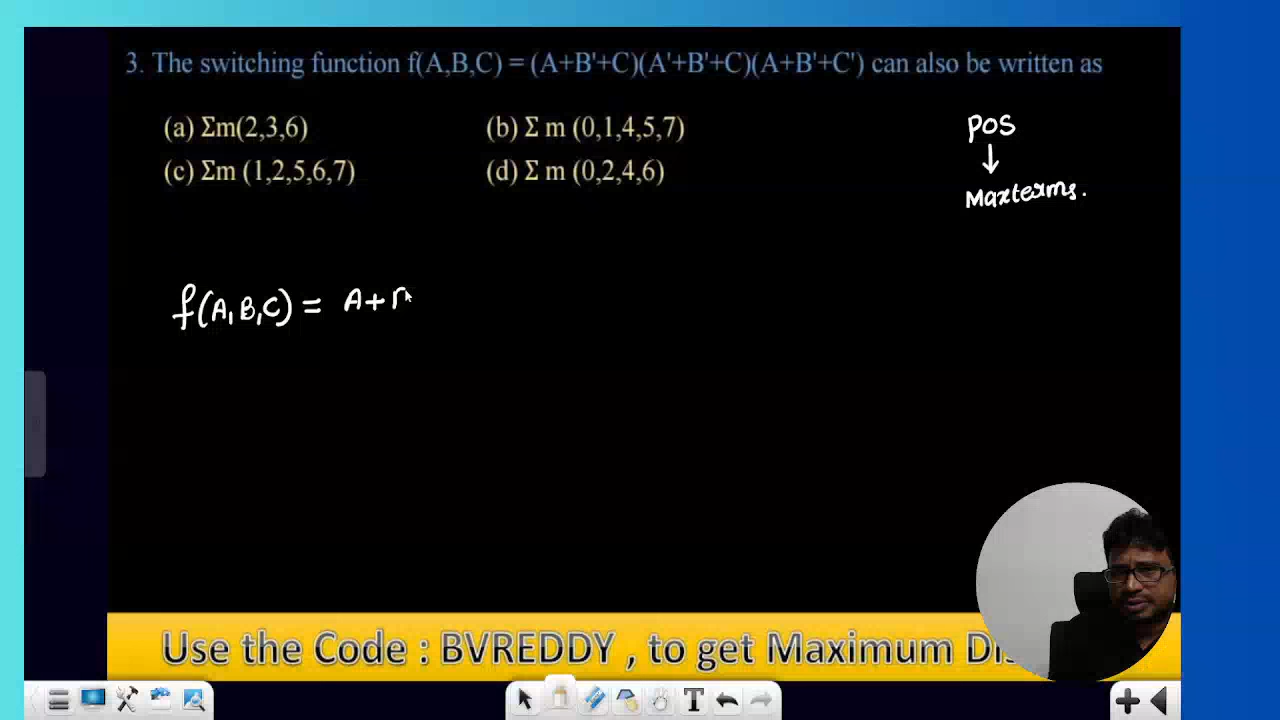 3. The switching function f(A,B,C) = (A+B'+C)(A'+B'+C)(A+B'+C') can also be written as
(a) Σm(2,3,6)
(b) Σ m (0,1,4,5,7)
(c) Σm (1,2,5,6,7)
(d) Σ m (0,2,4,6)
POS
↓
Maxterms.
f(A,B,C) = A+
Use the Code : BVREDDY , to get Maximum Dis
T